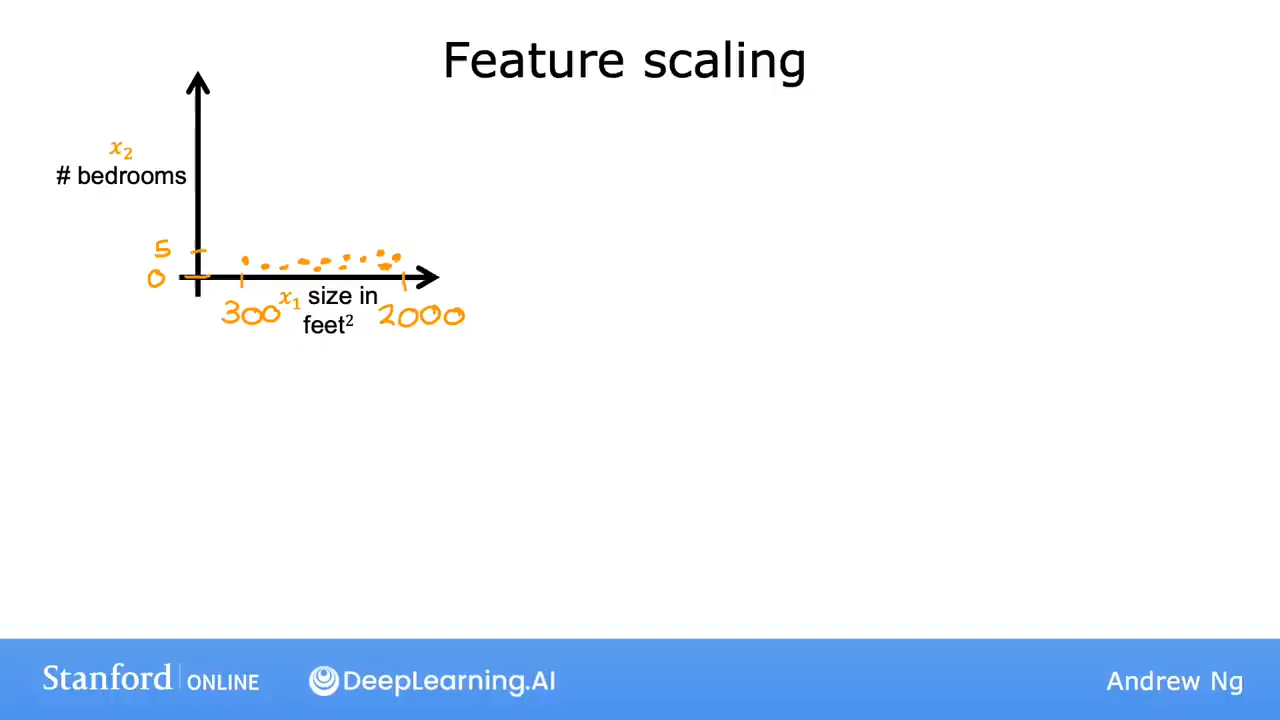 Feature scaling
x₂
# bedrooms
5
0
300 x₁ size in 2000
feet²
Stanford | ONLINE DeepLearning.AI Andrew Ng